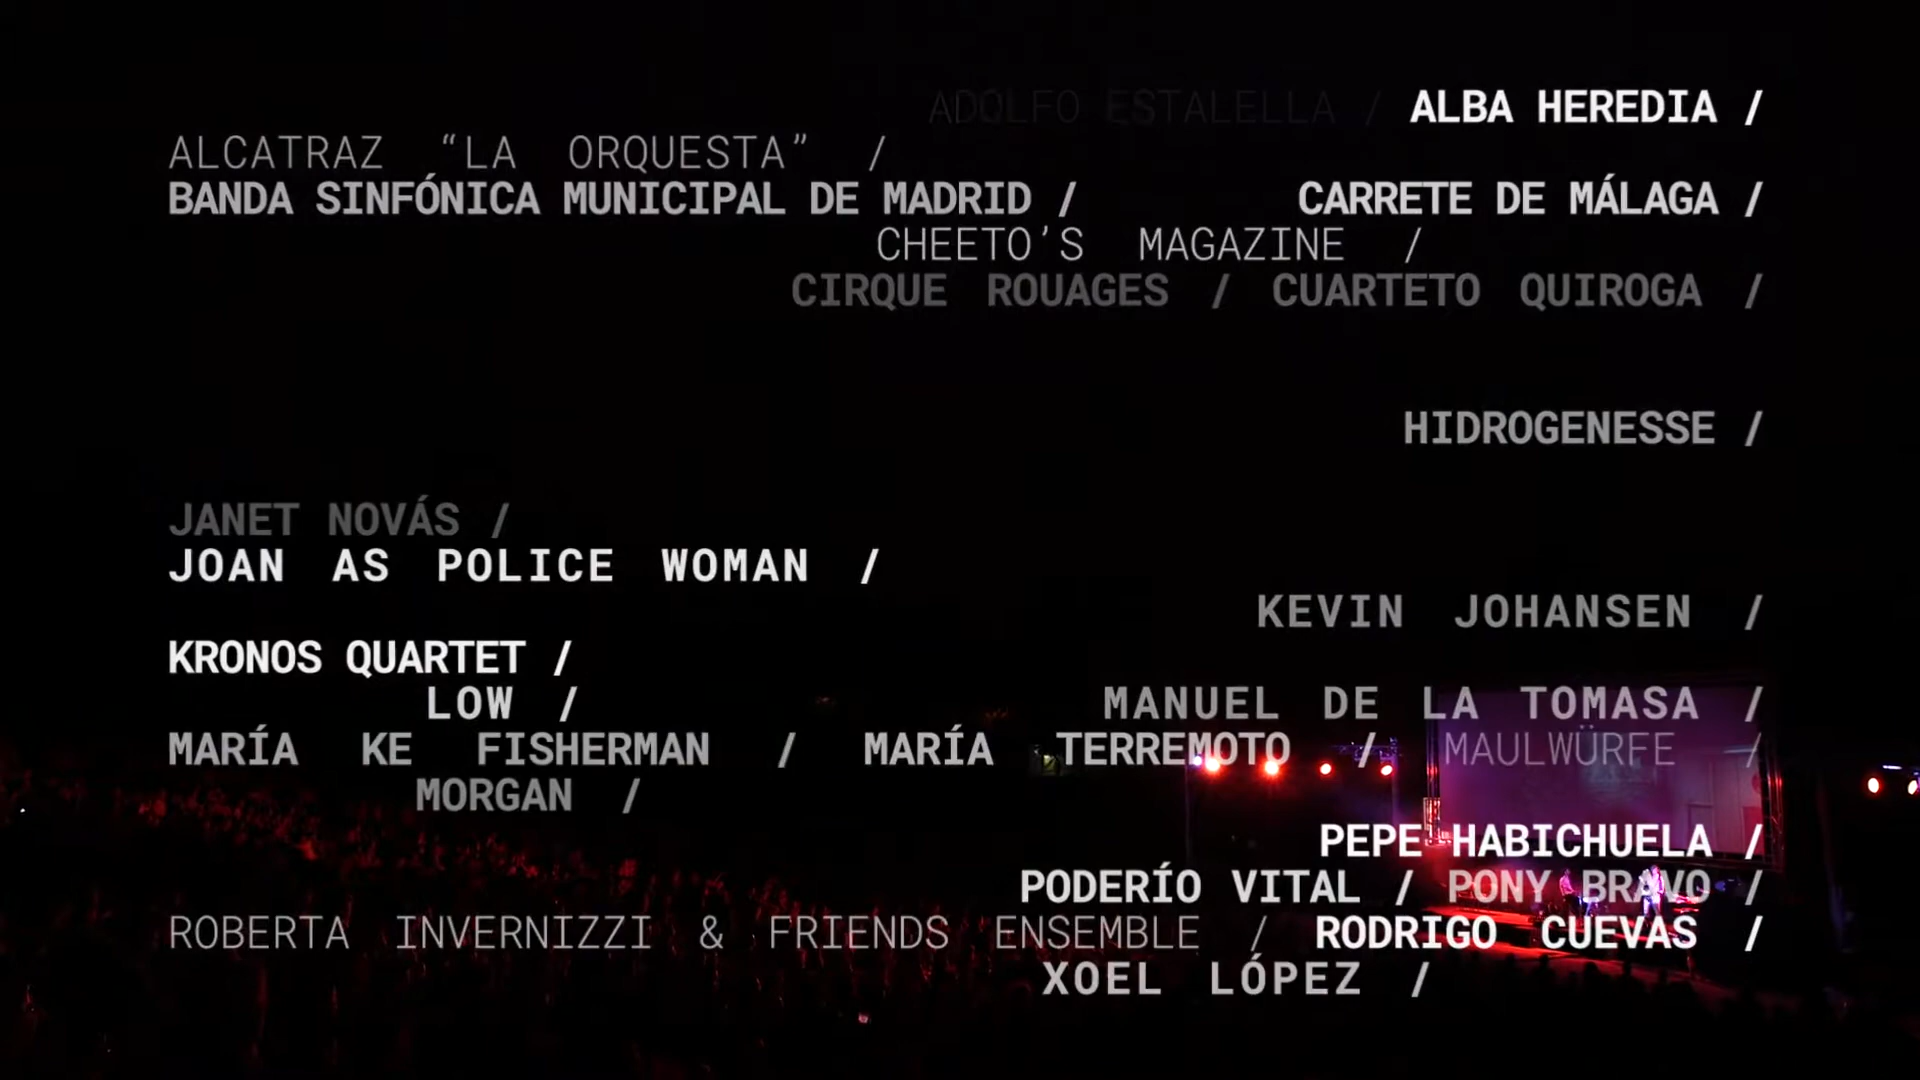 ADOLFO ESTALELLA / ALBA HEREDIA /
ALCATRAZ “LA ORQUESTA” /
BANDA SINFÓNICA MUNICIPAL DE MADRID / CARRETE DE MÁLAGA /
CHEETO’S MAGAZINE /
CIRQUE ROUAGES / CUARTETO QUIROGA /
HIDROGENESSE /
JANET NOVÁS /
JOAN AS POLICE WOMAN /
KEVIN JOHANSEN /
KRONOS QUARTET /
LOW / MANUEL DE LA TOMASA /
MARÍA KE FISHERMAN / MARÍA TERREMOTO / MAULWÜRFE /
MORGAN /
PEPE HABICHUELA /
PODERÍO VITAL / PONY BRAVO /
ROBERTA INVERNIZZI & FRIENDS ENSEMBLE / RODRIGO CUEVAS /
XOEL LÓPEZ /